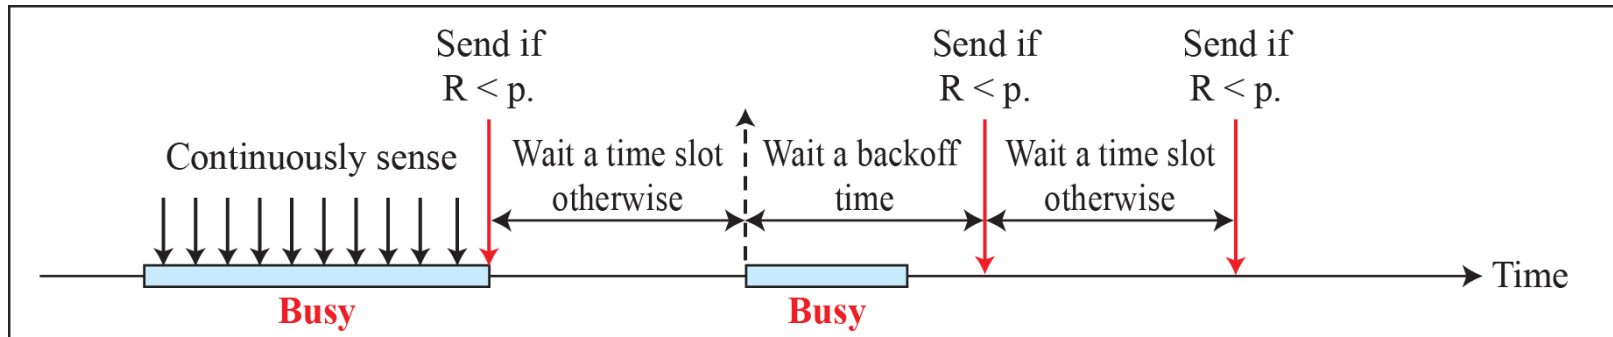 Send if
R < p.
Send if
R < p.
Send if
R < p.
Continuously sense
Wait a time slot
otherwise
Wait a backoff
time
Wait a time slot
otherwise
Time
Busy
Busy